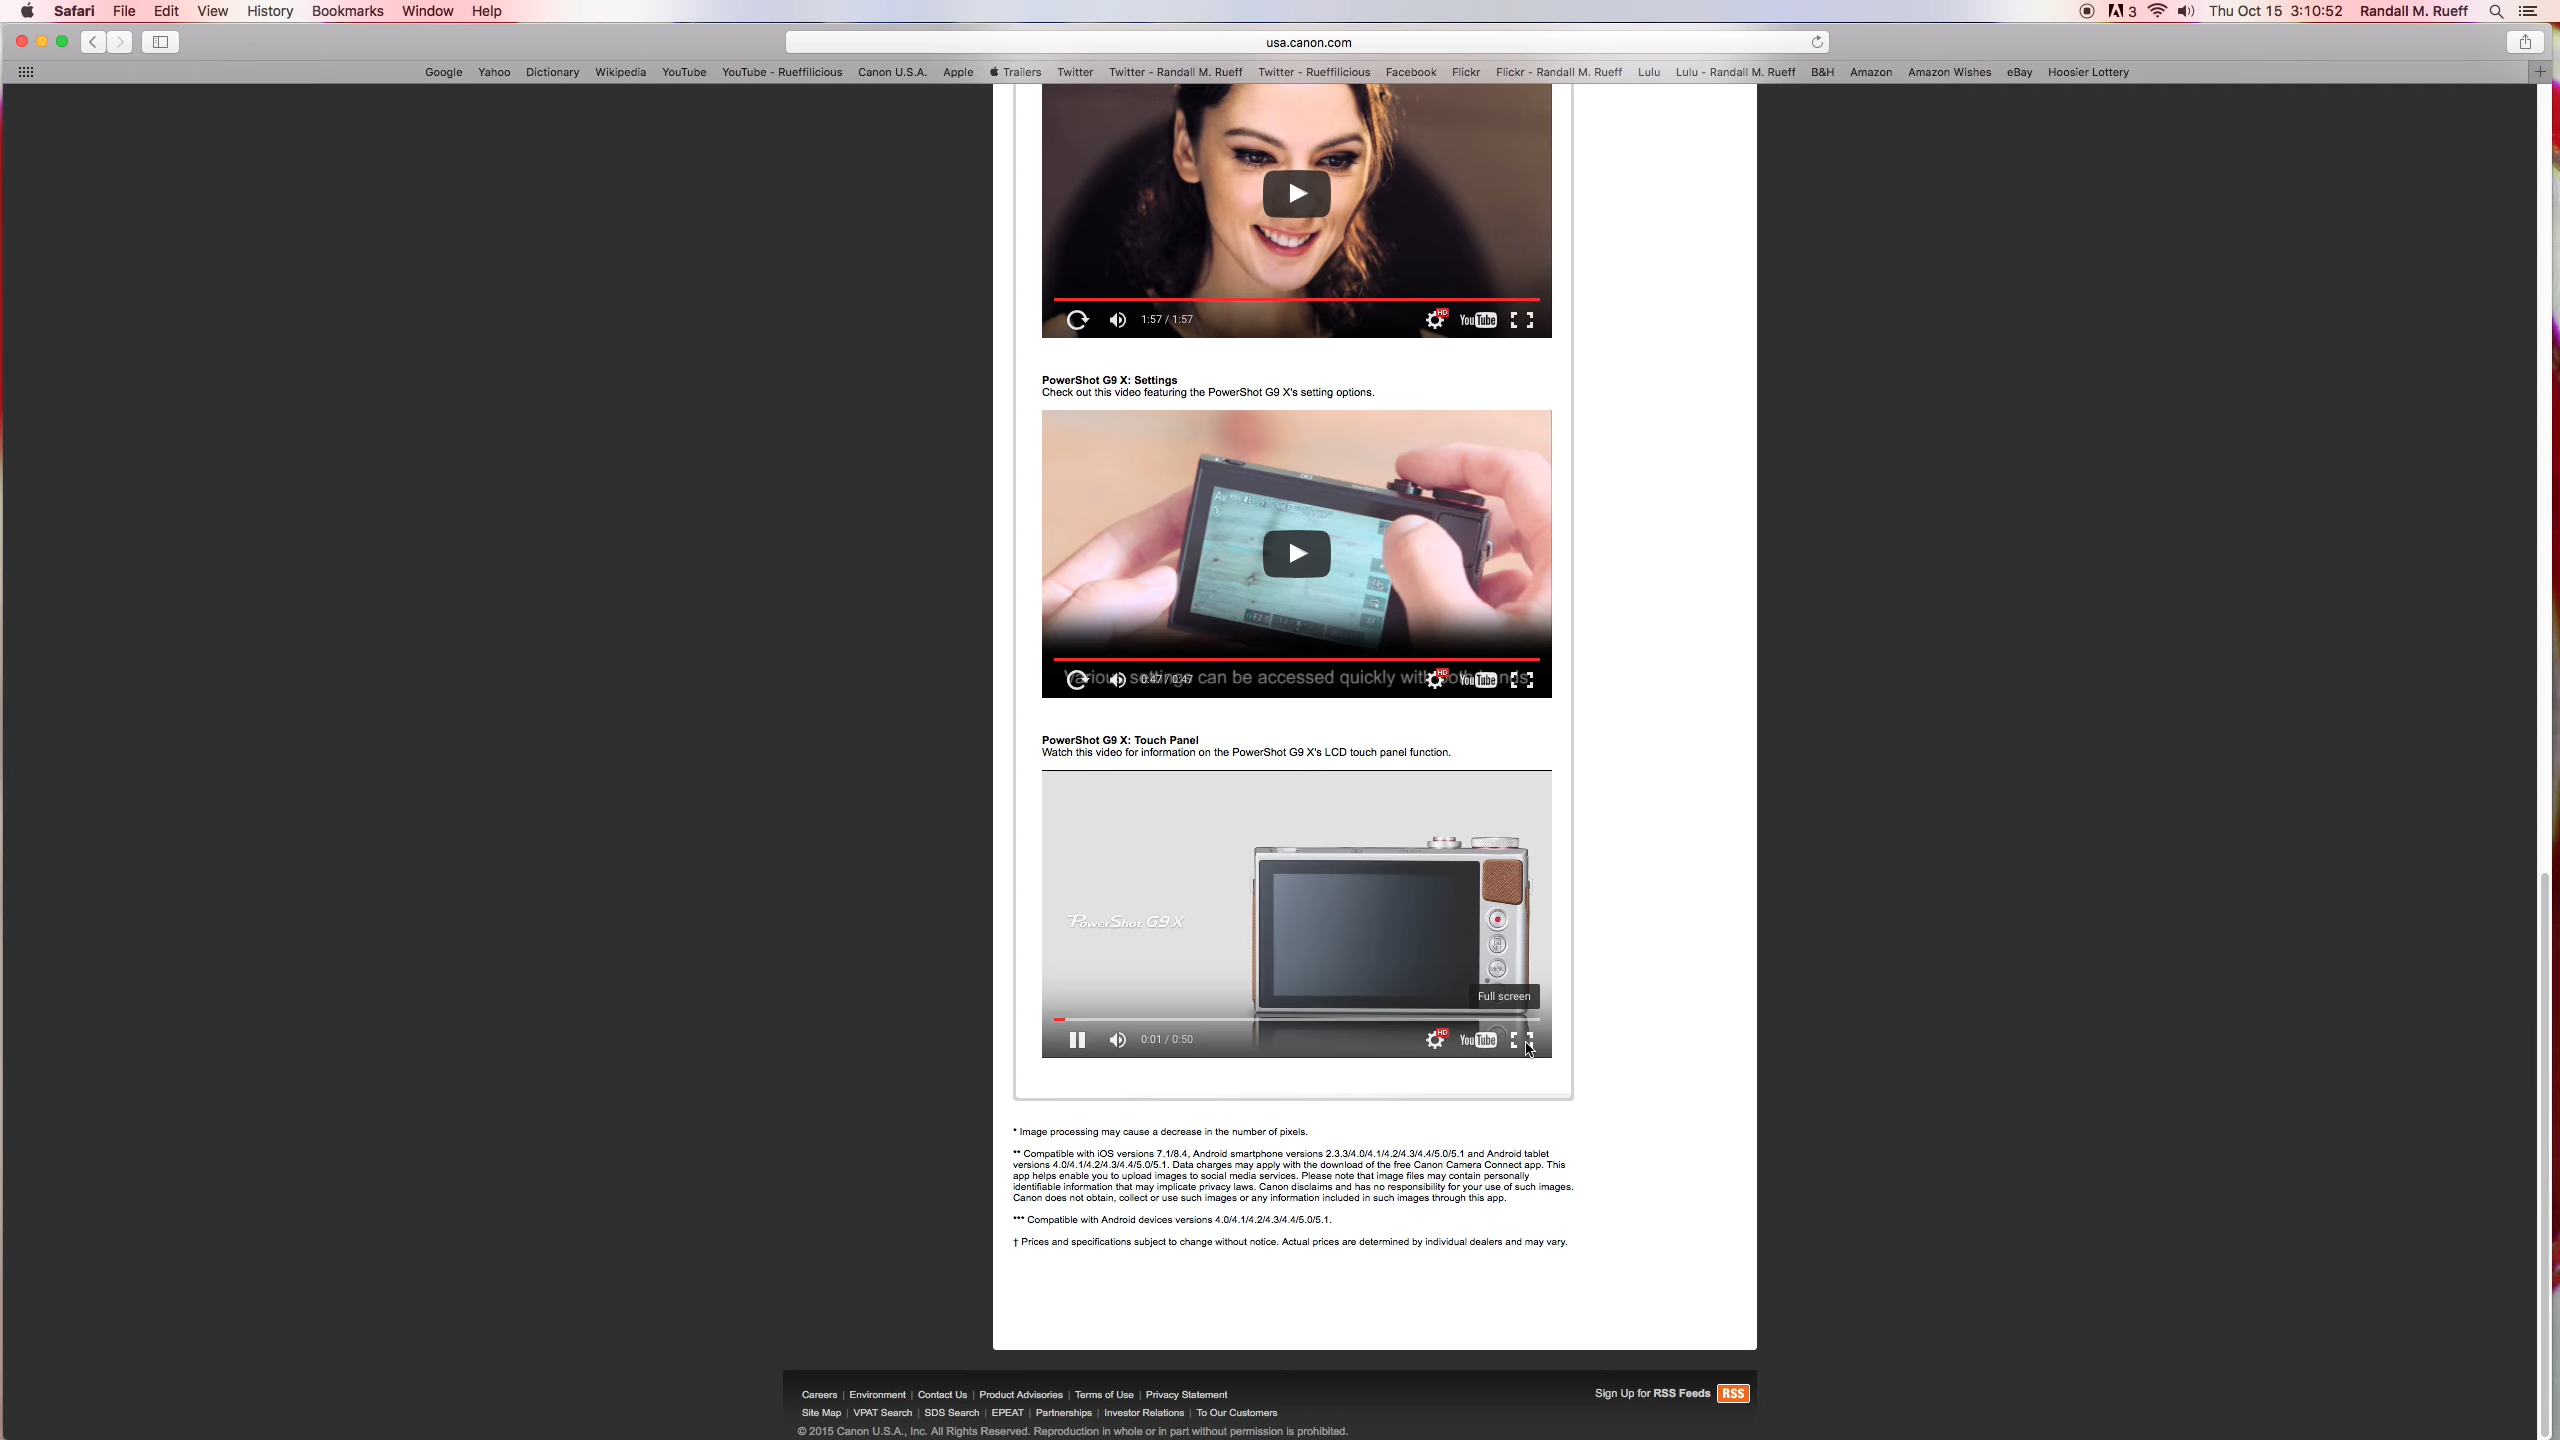 Safari File Edit View History Bookmarks Window Help 3 Thu Oct 15 3:10:52 Randall M. Rueff
usa.canon.com
Google Yahoo Dictionary Wikipedia YouTube YouTube - Rueffilicious Canon U.S.A. Apple Trailers Twitter Twitter - Randall M. Rueff Twitter - Rueffilicious Facebook Flickr Flickr - Randall M. Rueff Lulu Lulu - Randall M. Rueff B&H Amazon Amazon Wishes eBay Hoosier Lottery
1:57 / 1:57 HD YouTube
PowerShot G9 X: Settings
Check out this video featuring the PowerShot G9 X's setting options.
Av
F2.0
Various settings can be accessed quickly with both hands
0:47 / 0:47 HD YouTube
PowerShot G9 X: Touch Panel
Watch this video for information on the PowerShot G9 X's LCD touch panel function.
PowerShot G9 X
MENU
Full screen
0:01 / 0:50 HD YouTube
* Image processing may cause a decrease in the number of pixels.
** Compatible with iOS versions 7.1/8.4, Android smartphone versions 2.3.3/4.0/4.1/4.2/4.3/4.4/5.0/5.1 and Android tablet
versions 4.0/4.1/4.2/4.3/4.4/5.0/5.1. Data charges may apply with the download of the free Canon Camera Connect app. This
app helps enable you to upload images to social media services. Please note that image files may contain personally
identifiable information that may implicate privacy laws. Canon disclaims and has no responsibility for your use of such images.
Canon does not obtain, collect or use such images or any information included in such images through this app.
*** Compatible with Android devices versions 4.0/4.1/4.2/4.3/4.4/5.0/5.1.
† Prices and specifications subject to change without notice. Actual prices are determined by individual dealers and may vary.
Careers | Environment | Contact Us | Product Advisories | Terms of Use | Privacy Statement
Sign Up for RSS Feeds RSS
Site Map | VPAT Search | SDS Search | EPEAT | Partnerships | Investor Relations | To Our Customers
© 2015 Canon U.S.A., Inc. All Rights Reserved. Reproduction in whole or in part without permission is prohibited.